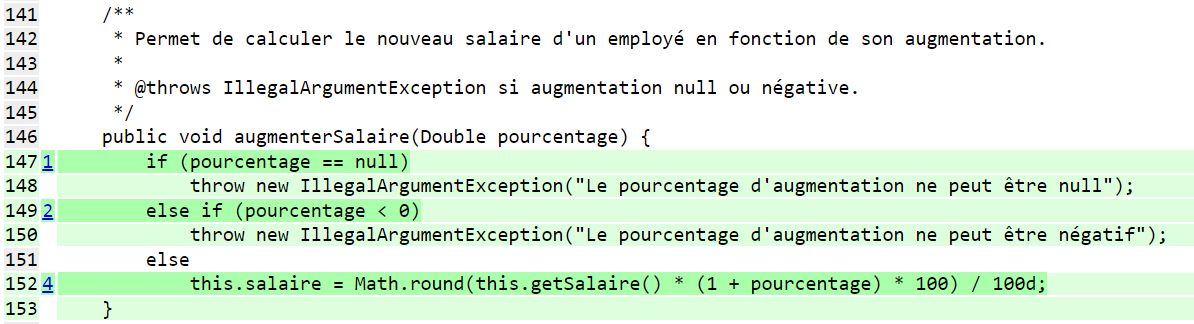 141     /**
142      * Permet de calculer le nouveau salaire d'un employé en fonction de son augmentation.
143      *
144      * @throws IllegalArgumentException si augmentation null ou négative.
145      */
146     public void augmenterSalaire(Double pourcentage) {
147 1       if (pourcentage == null)
148             throw new IllegalArgumentException("Le pourcentage d'augmentation ne peut être null");
149 2       else if (pourcentage < 0)
150             throw new IllegalArgumentException("Le pourcentage d'augmentation ne peut être négatif");
151         else
152 4           this.salaire = Math.round(this.getSalaire() * (1 + pourcentage) * 100) / 100d;
153     }